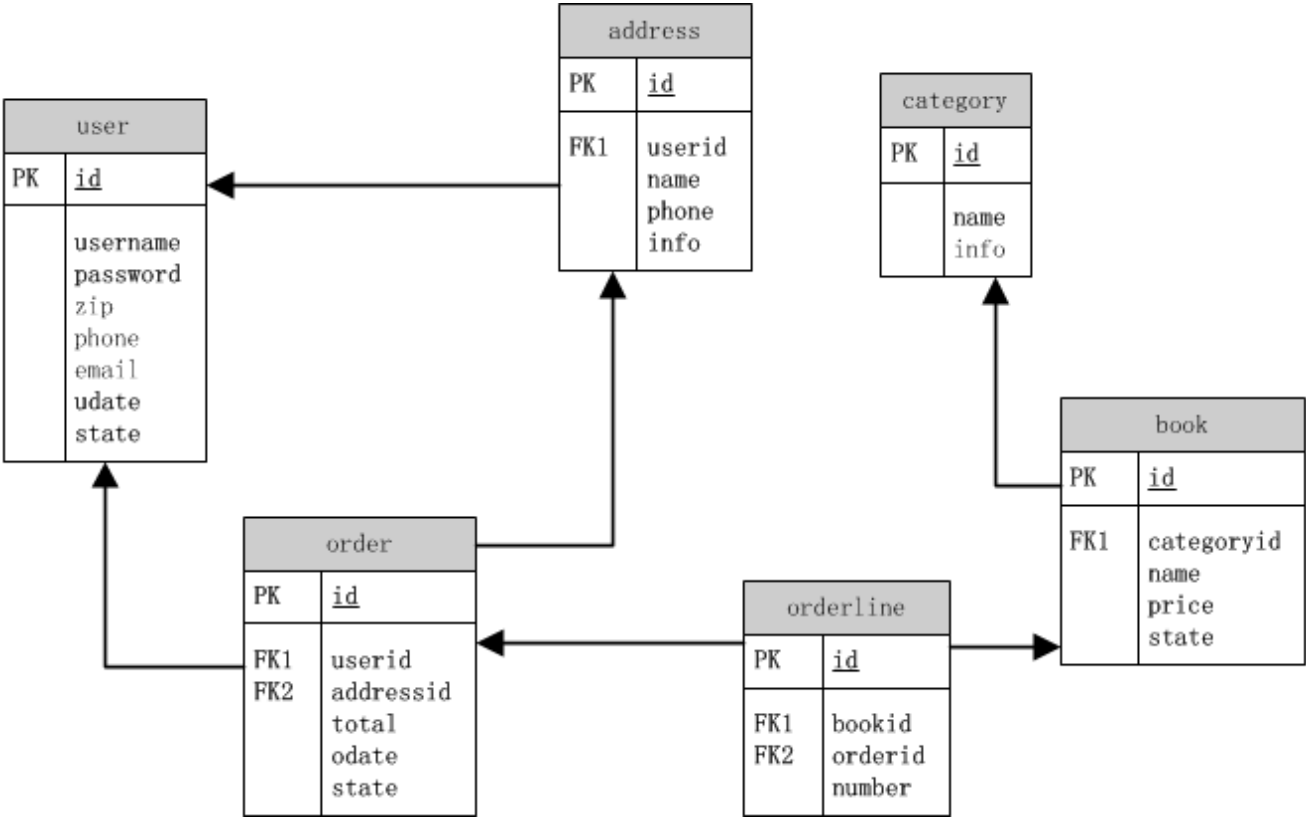 address
PK id
FK1 userid
name
phone
info
category
PK id
name
info
user
PK id
username
password
zip
phone
email
udate
state
book
PK id
FK1 categoryid
name
price
state
order
PK id
FK1 userid
FK2 addressid
total
odate
state
orderline
PK id
FK1 bookid
FK2 orderid
number